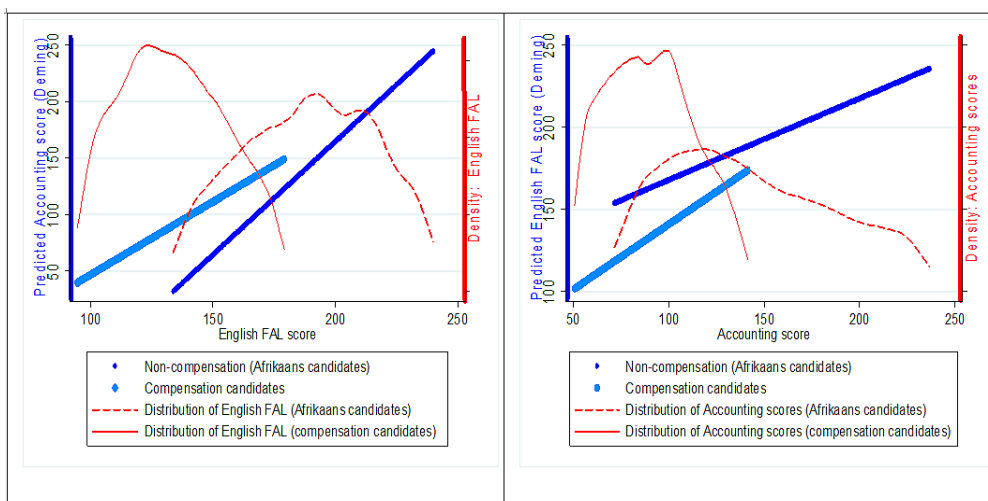 Predicted Accounting score (Deming)
50
100
150
200
250
Density: English FAL
100
150
200
250
English FAL score
Non-compensation (Afrikaans candidates)
Compensation candidates
Distribution of English FAL (Afrikaans candidates)
Distribution of English FAL (compensation candidates)
Predicted English FAL score (Deming)
100
150
200
250
Density: Accounting scores
50
100
150
200
250
Accounting score
Non-compensation (Afrikaans candidates)
Compensation candidates
Distribution of Accounting scores (Afrikaans candidates)
Distribution of Accounting scores (compensation candidates)